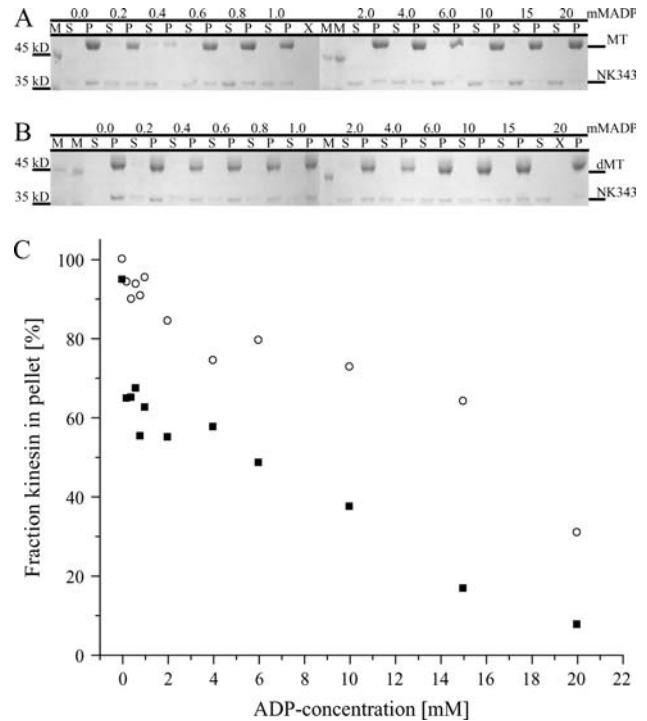 A
0.0 0.2 0.4 0.6 0.8 1.0 2.0 4.0 6.0 10 15 20 mMADP
M S P S P S P S P S P S P X M M S P S P S P S P S P S P
45 kD
MT
35 kD
NK343
B
0.0 0.2 0.4 0.6 0.8 1.0 2.0 4.0 6.0 10 15 20 mMADP
M M S P S P S P S P S P S P M S P S P S P S P S P S X P
45 kD
dMT
35 kD
NK343
C
100
80
60
40
20
0
Fraction kinesin in pellet [%]
0 2 4 6 8 10 12 14 16 18 20 22
ADP-concentration [mM]